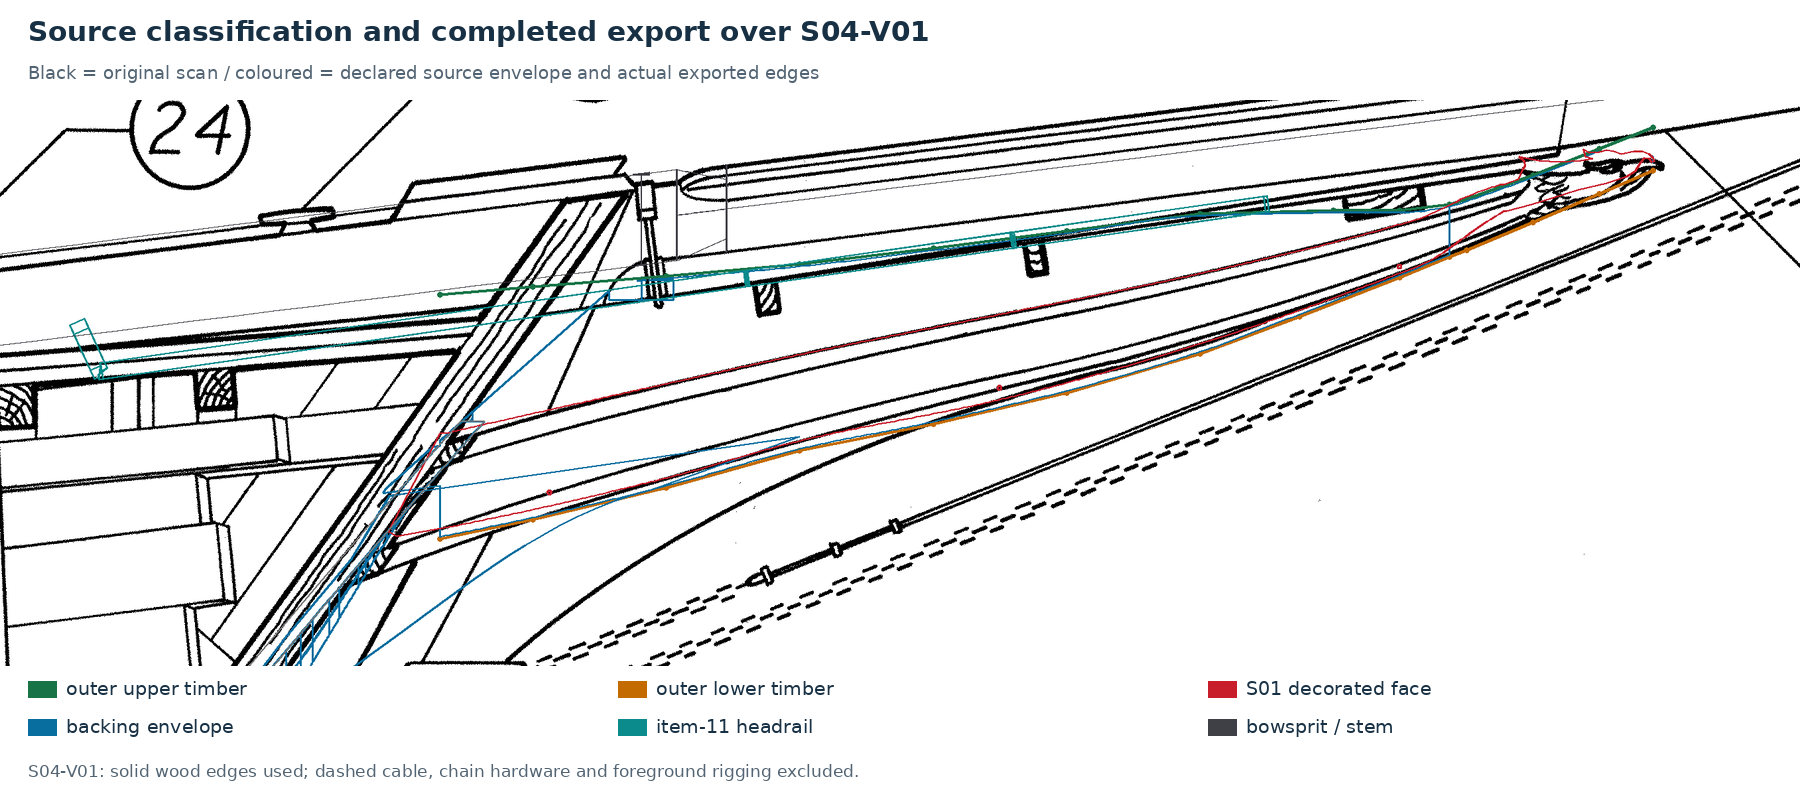 Source classification and completed export over S04-V01
Black = original scan / coloured = declared source envelope and actual exported edges
24
outer upper timber
outer lower timber
S01 decorated face
backing envelope
item-11 headrail
bowsprit / stem
S04-V01: solid wood edges used; dashed cable, chain hardware and foreground rigging excluded.